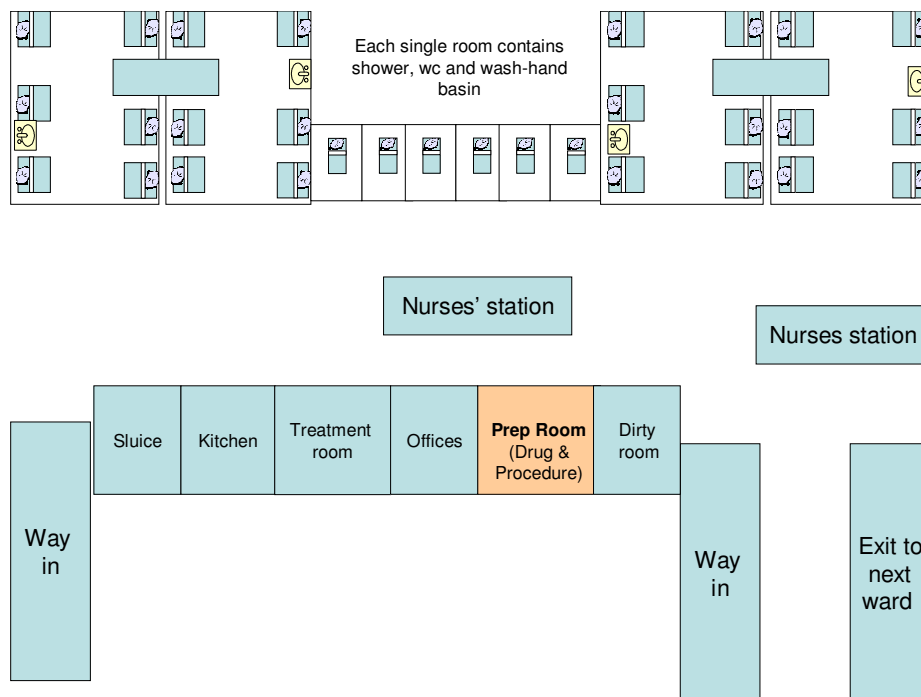 Each single room contains
shower, wc and wash-hand
basin
Nurses' station
Nurses station
Sluice
Kitchen
Treatment
room
Offices
Prep Room
(Drug &
Procedure)
Dirty
room
Way
in
Way
in
Exit to
next
ward